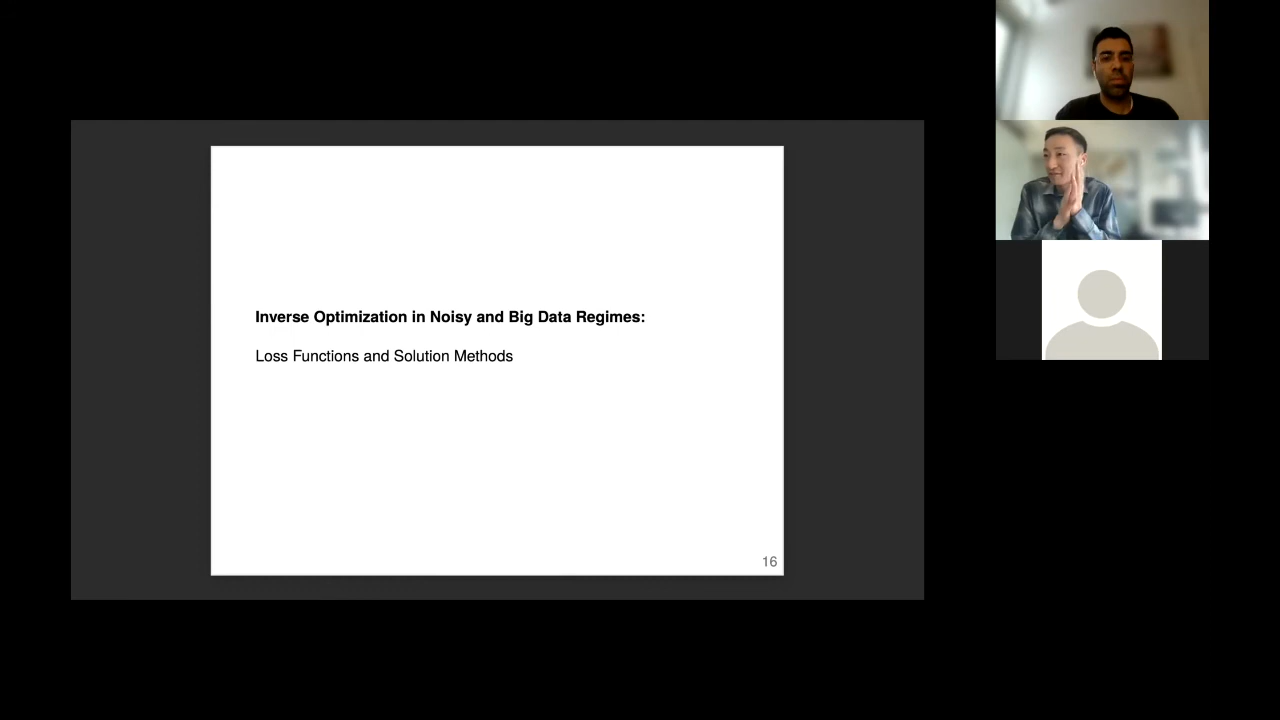 Inverse Optimization in Noisy and Big Data Regimes:
Loss Functions and Solution Methods
16